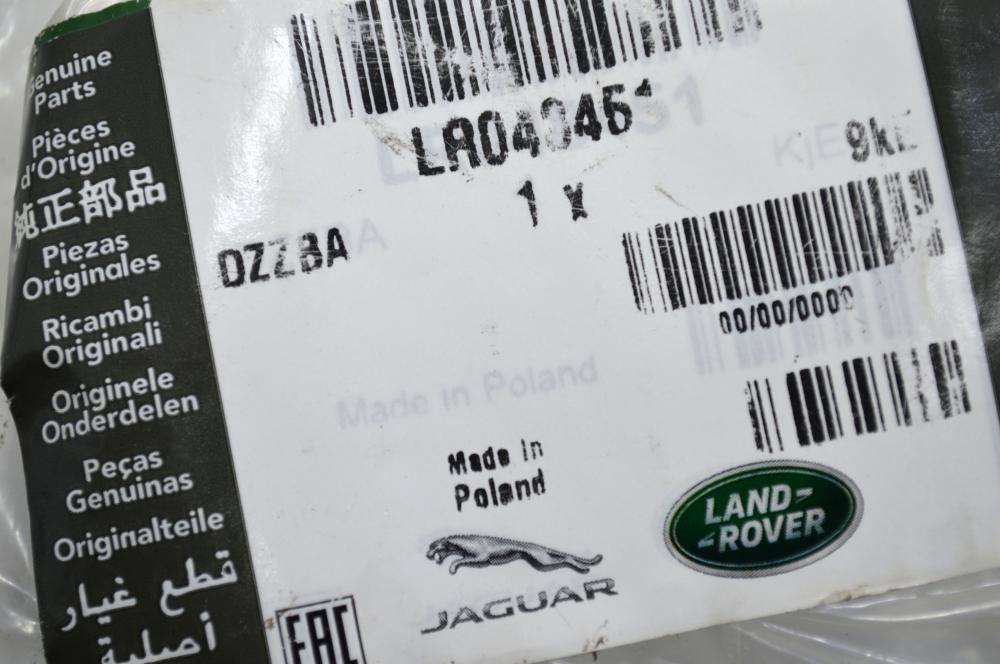 Genuine
Parts
Pièces
d'Origine
純正部品
Piezas
Originales
Ricambi
Originali
Originele
Onderdelen
Peças
Genuinas
Originalteile
قطع غيار
أصلية
1 x
DZZBA
00/00/0000
Made in Poland
Made in
Poland
JAGUAR
LAND-
-ROVER
EAC